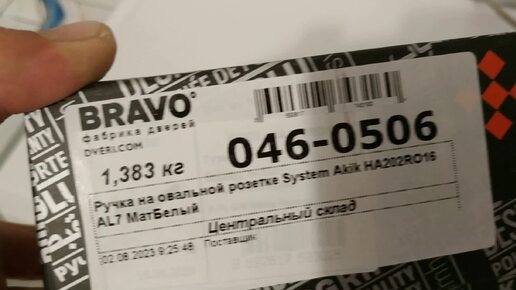 BRAVO
фабрика дверей
DVERI.COM
1,383 кг
046-0506
Ручка на овальной розетке System Akik HA202RO16
AL7 МатБелый
Центральный склад
02.08.2023 9:25:48
Поставщик: